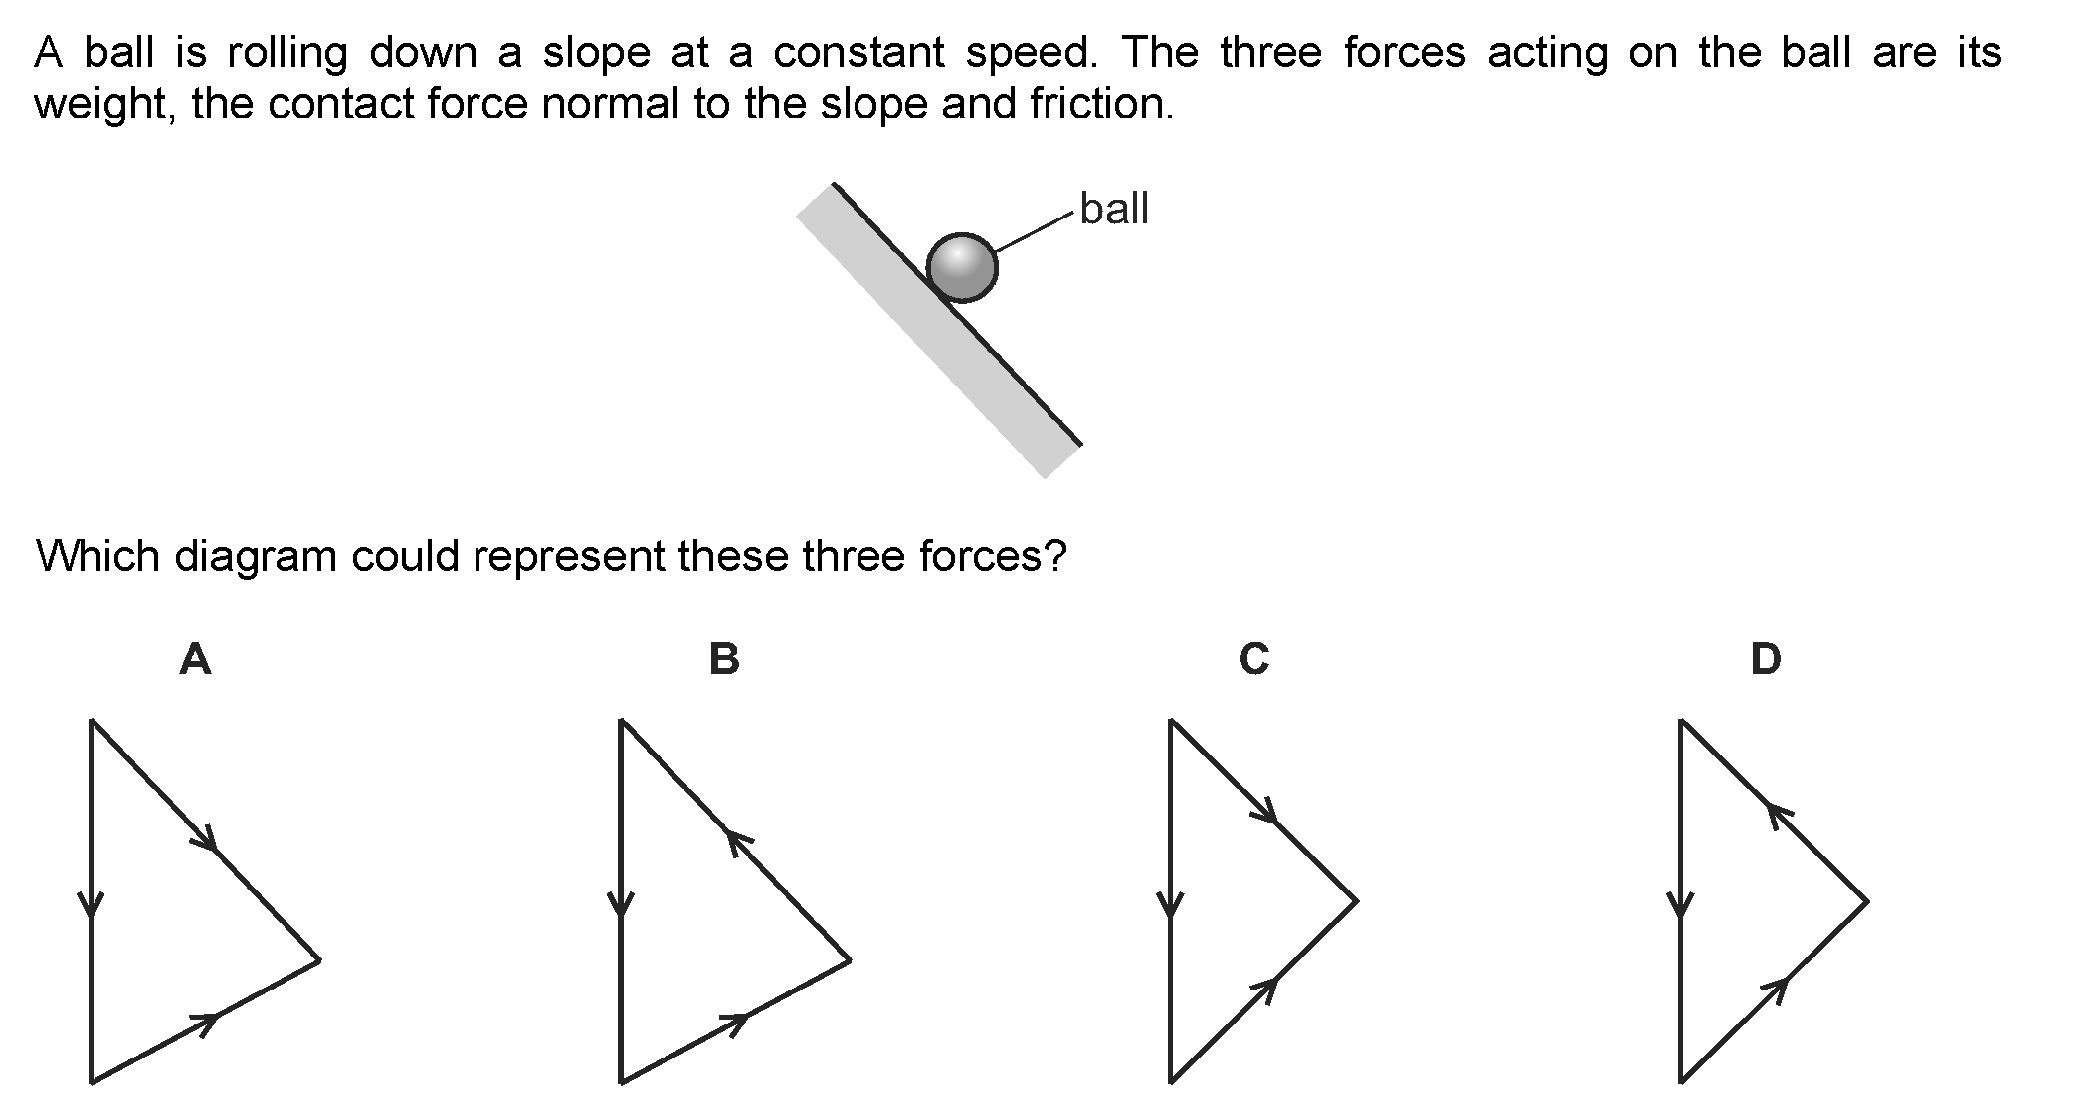 A ball is rolling down a slope at a constant speed. The three forces acting on the ball are its
weight, the contact force normal to the slope and friction.
ball
Which diagram could represent these three forces?
A B C D